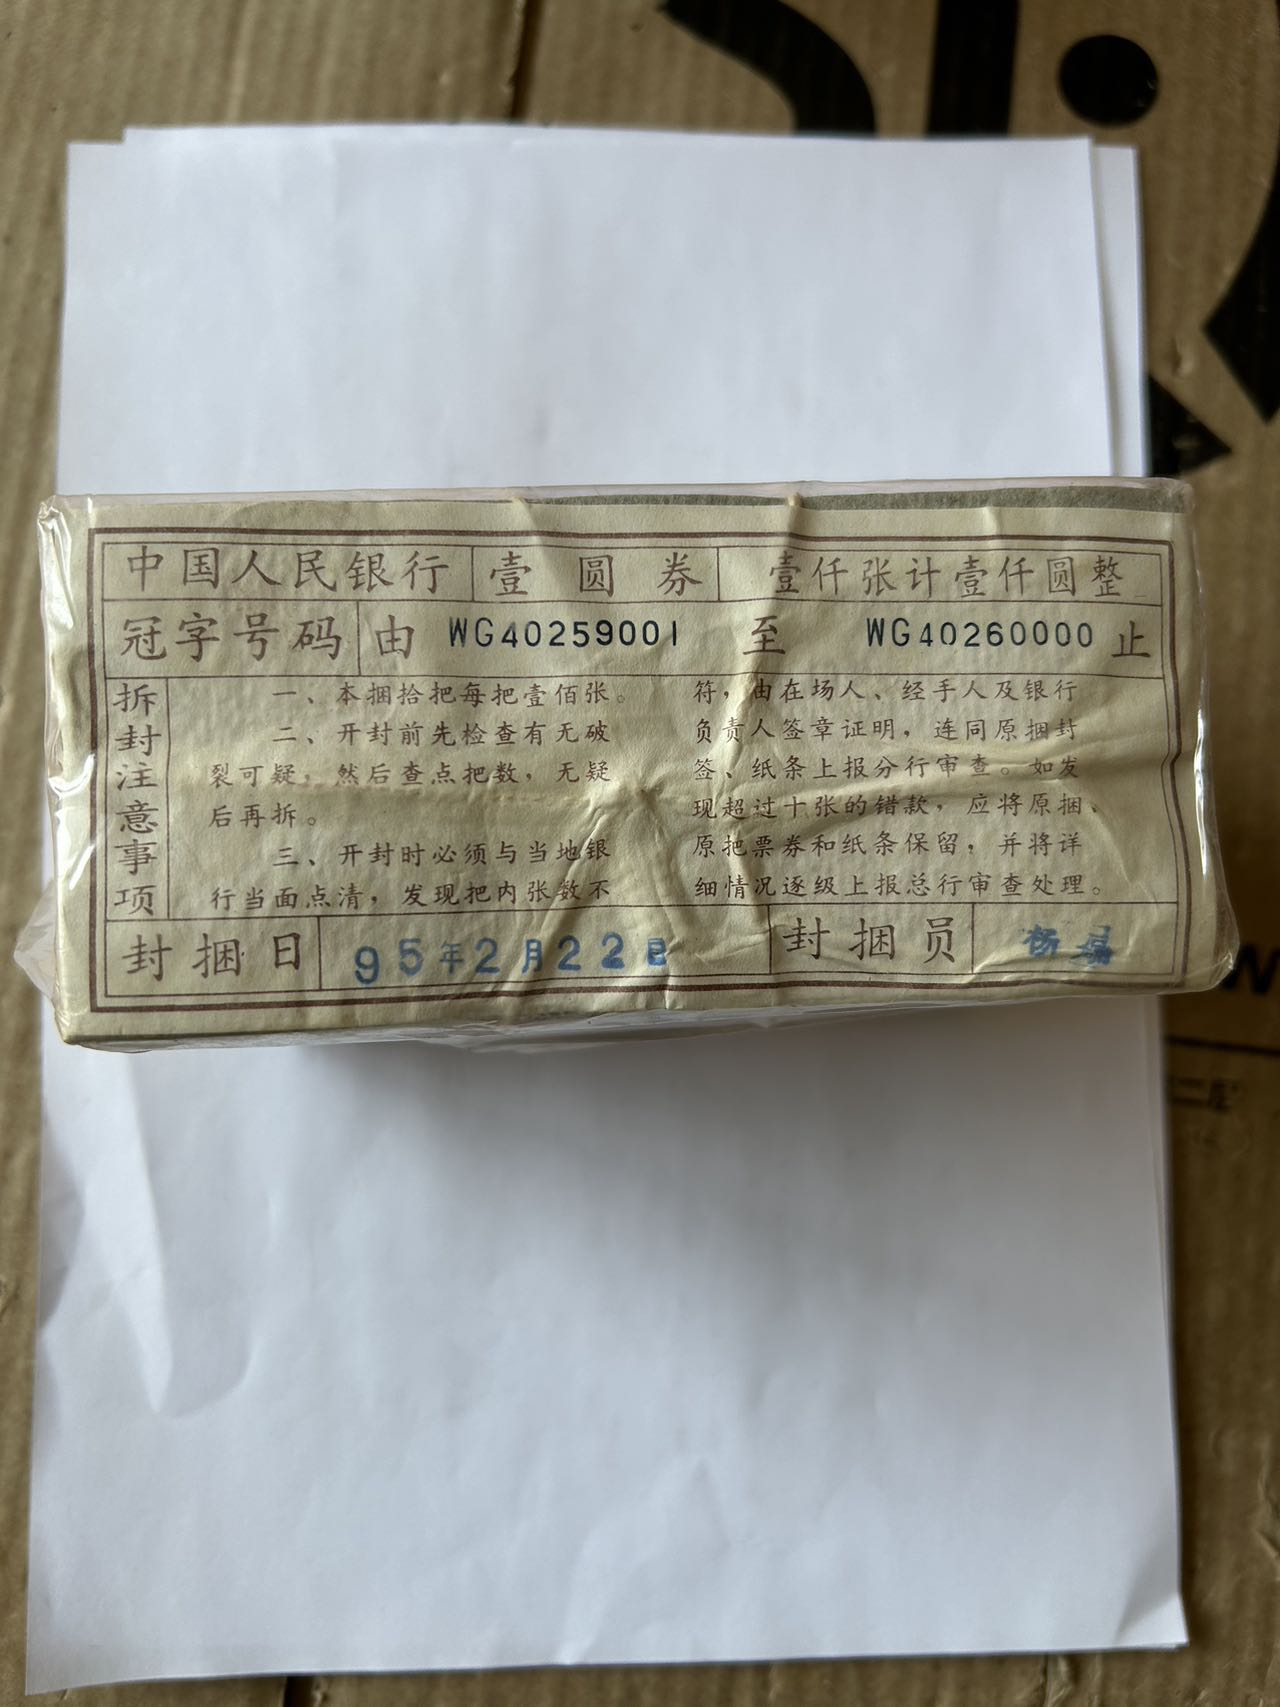 中国人民银行 壹圆券 壹仟张计壹仟圆整
冠字号码 由 WG40259001 至 WG40260000 止
拆封注意事项
一、本捆拾把每把壹佰张。
二、开封前先检查有无破
裂可疑，然后查点把数，无疑
后再拆。
三、开封时必须与当地银
行当面点清，发现把内张数不
符，由在场人、经手人及银行
负责人签章证明，连同原捆封
签、纸条上报分行审查。如发
现超过十张的错款，应将原捆、
原把票券和纸条保留，并将详
细情况逐级上报总行审查处理。
封捆日 95年2月22日 封捆员 杨